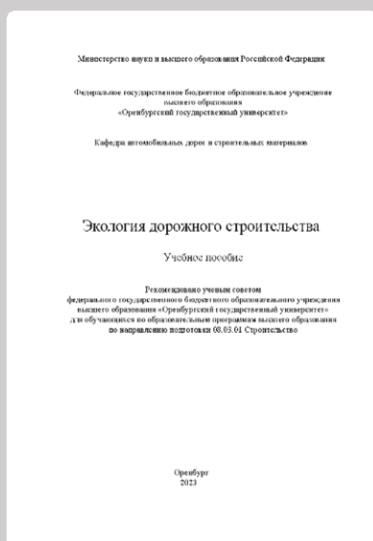 Министерство науки и высшего образования Российской Федерации
Федеральное государственное бюджетное образовательное учреждение
высшего образования
«Оренбургский государственный университет»
Кафедра автомобильных дорог и строительных материалов
Экология дорожного строительства
Учебное пособие
Рекомендовано ученым советом
федерального государственного бюджетного образовательного учреждения
высшего образования «Оренбургский государственный университет»
для обучающихся по образовательным программам высшего образования
по направлению подготовки 08.03.01 Строительство
Оренбург
2023